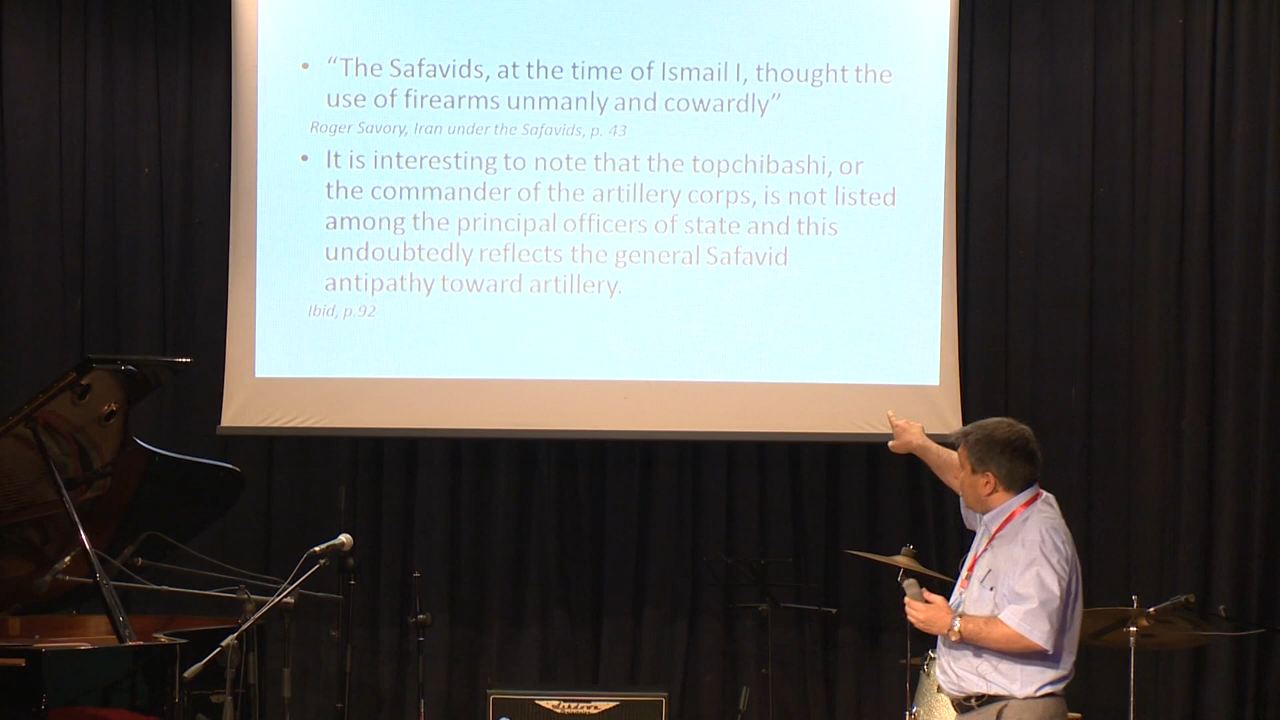 • “The Safavids, at the time of Ismail I, thought the
use of firearms unmanly and cowardly”
Roger Savory, Iran under the Safavids, p. 43
• It is interesting to note that the topchibashi, or
the commander of the artillery corps, is not listed
among the principal officers of state and this
undoubtedly reflects the general Safavid
antipathy toward artillery.
Ibid, p.92